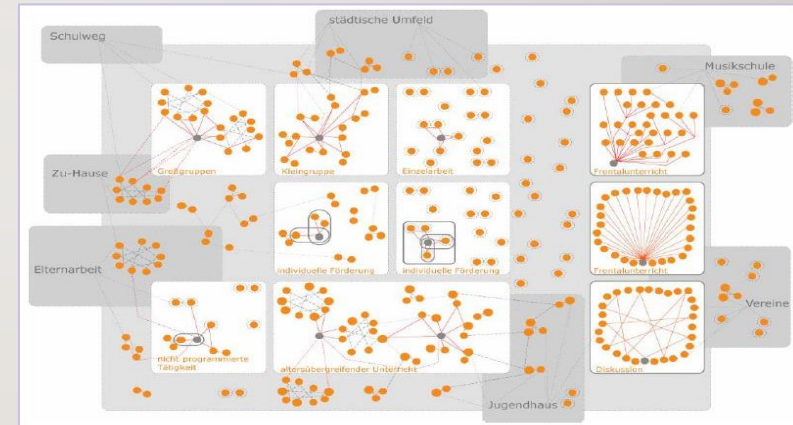 städtische Umfeld
Schulweg
Musikschule
Großgruppen
Kleingruppe
Einzelarbeit
Frontalunterricht
Zu-Hause
Elternarbeit
individuelle Förderung
individuelle Förderung
Frontalunterricht
Vereine
nicht programmierte
Tätigkeit
altersübergreifender Unterricht
Diskussion
Jugendhaus